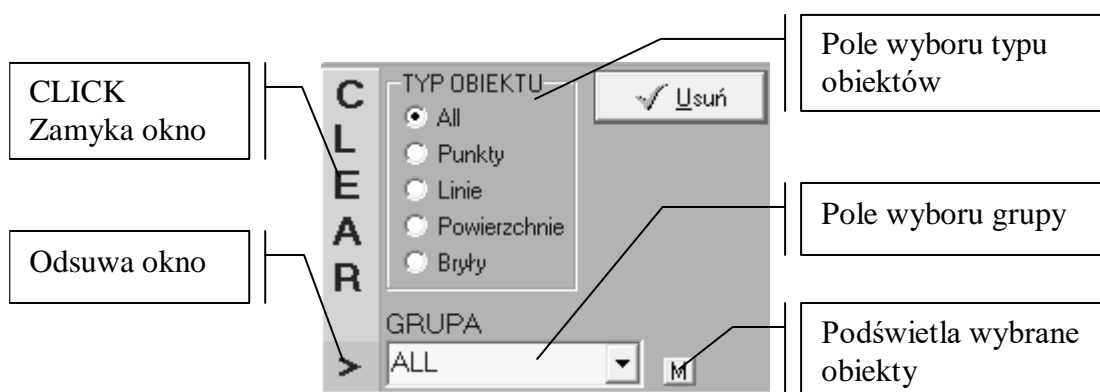 CLICK
Zamyka okno
Odsuwa okno
C
L
E
A
R
>
TYP OBIEKTU
All
Punkty
Linie
Powierzchnie
Bryły
Usuń
GRUPA
ALL
M
Pole wyboru typu
obiektów
Pole wyboru grupy
Podświetla wybrane
obiekty